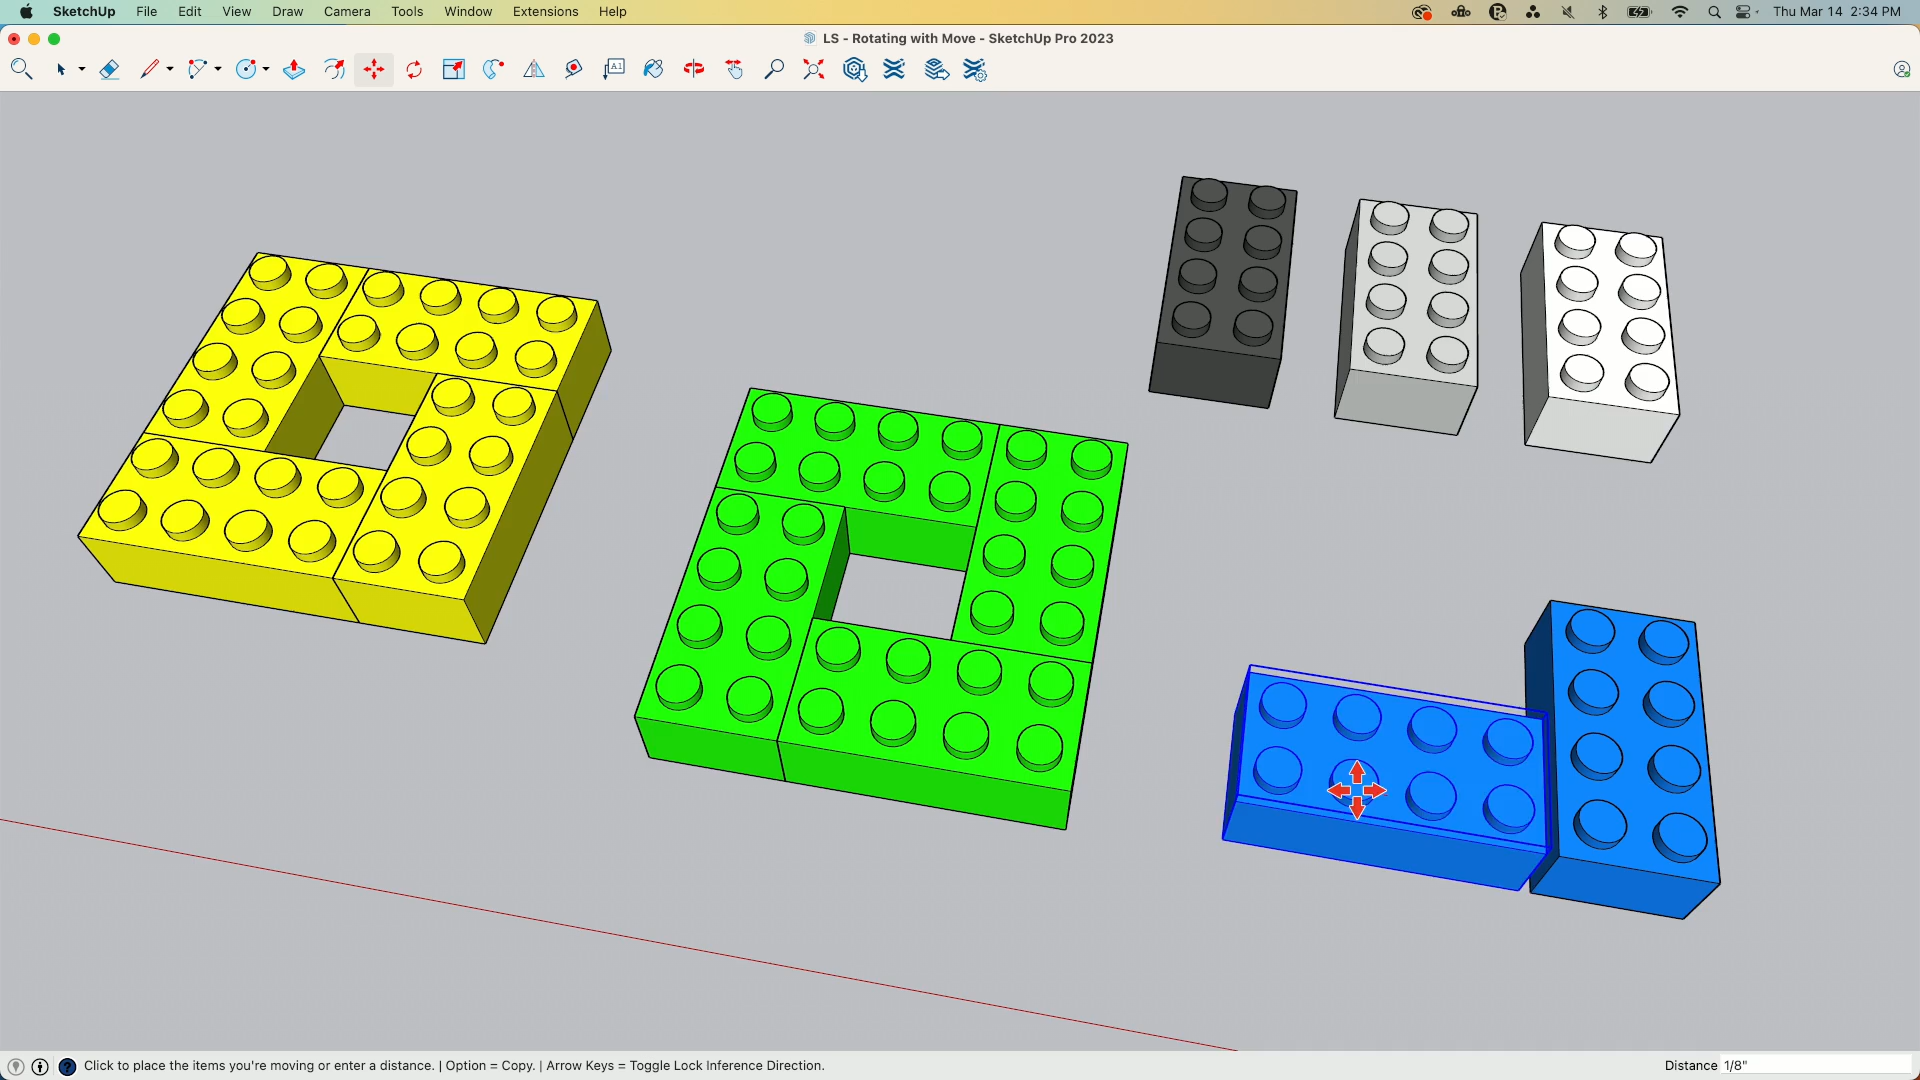 SketchUp File Edit View Draw Camera Tools Window Extensions Help Thu Mar 14 2:34 PM
LS - Rotating with Move - SketchUp Pro 2023
A1
Click to place the items you're moving or enter a distance. | Option = Copy. | Arrow Keys = Toggle Lock Inference Direction. Distance 1/8"